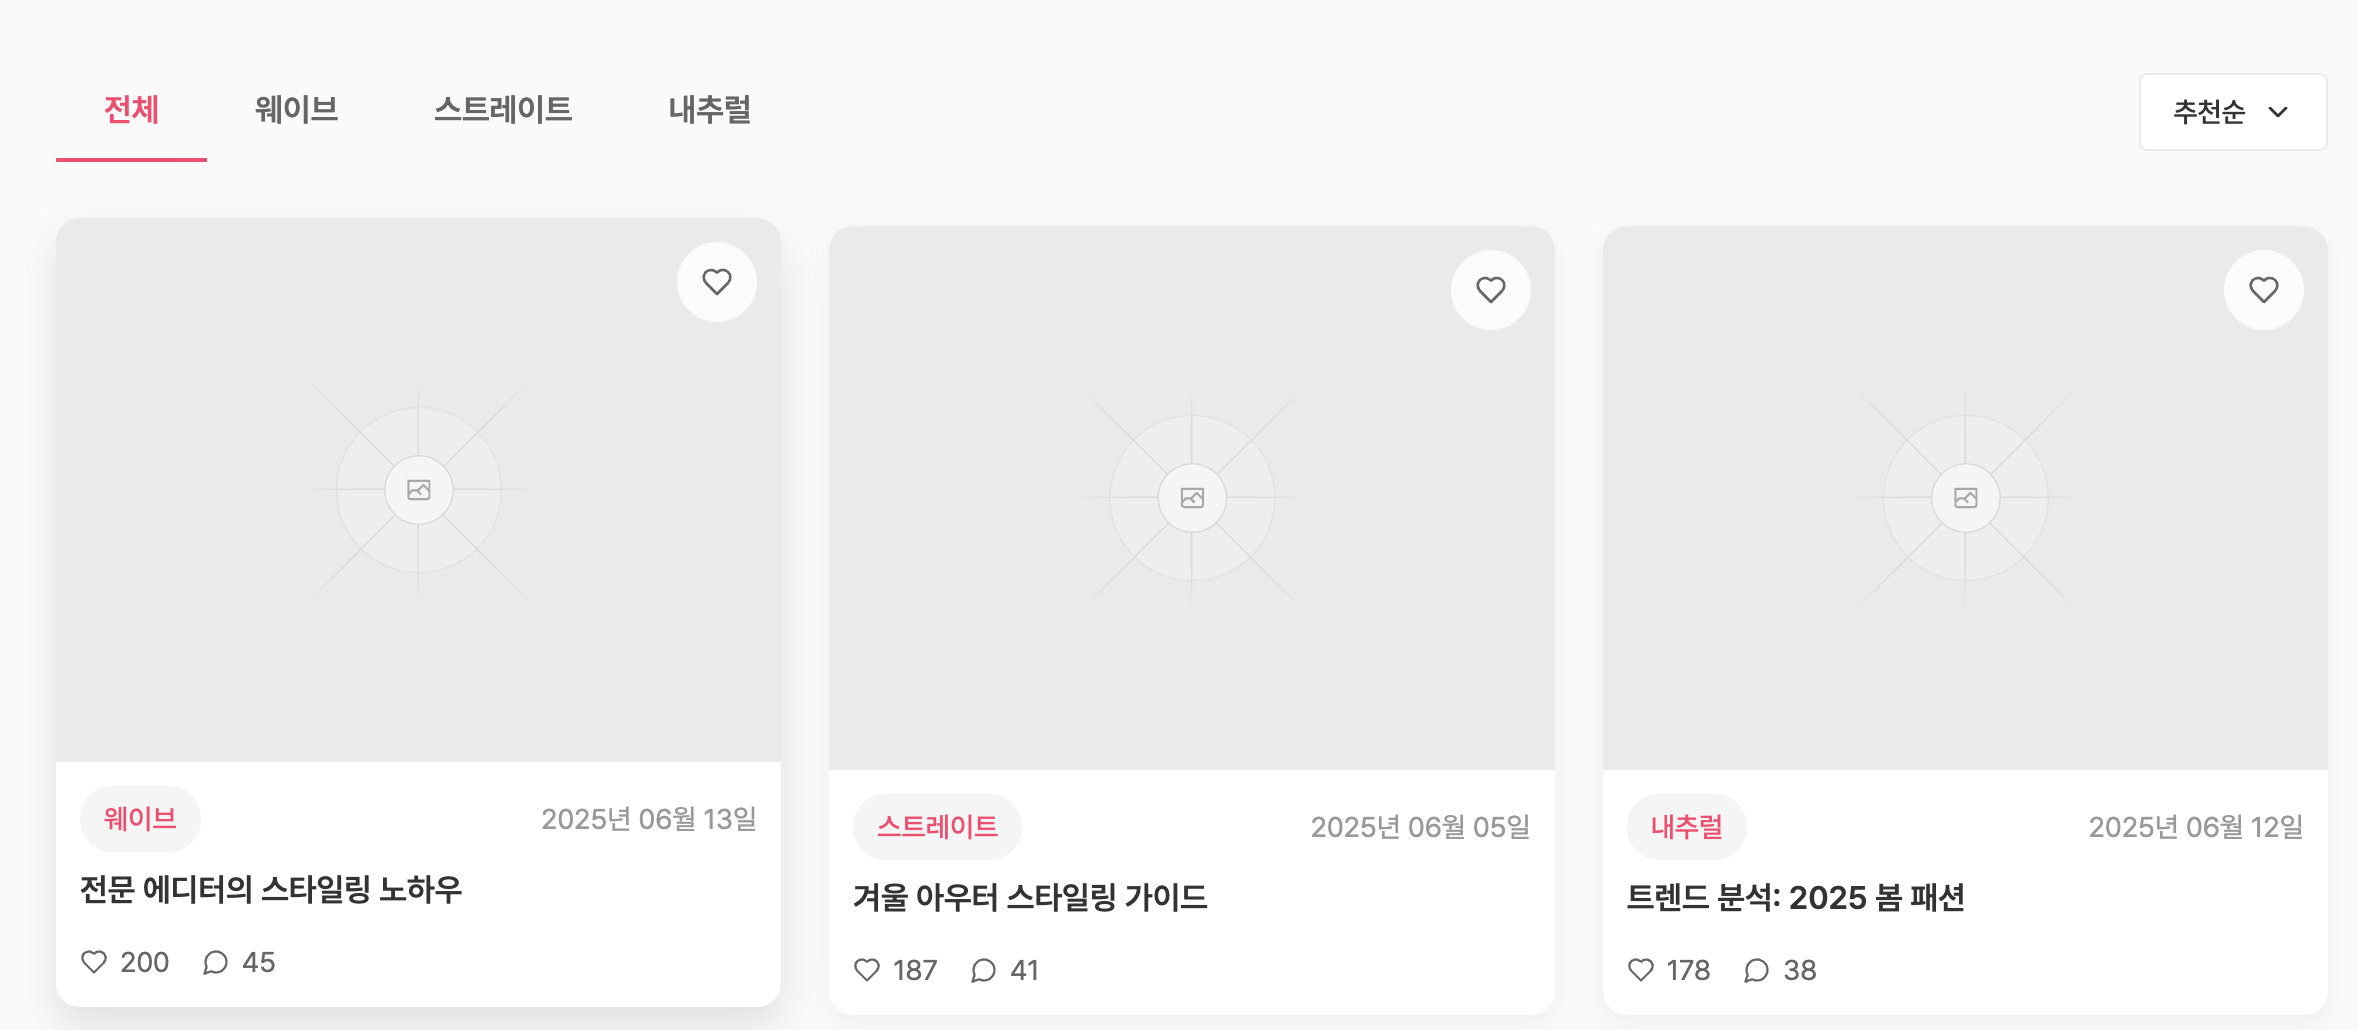 전체
웨이브
스트레이트
내추럴
추천순
웨이브
2025년 06월 13일
전문 에디터의 스타일링 노하우
200
45
스트레이트
2025년 06월 05일
겨울 아우터 스타일링 가이드
187
41
내추럴
2025년 06월 12일
트렌드 분석: 2025 봄 패션
178
38